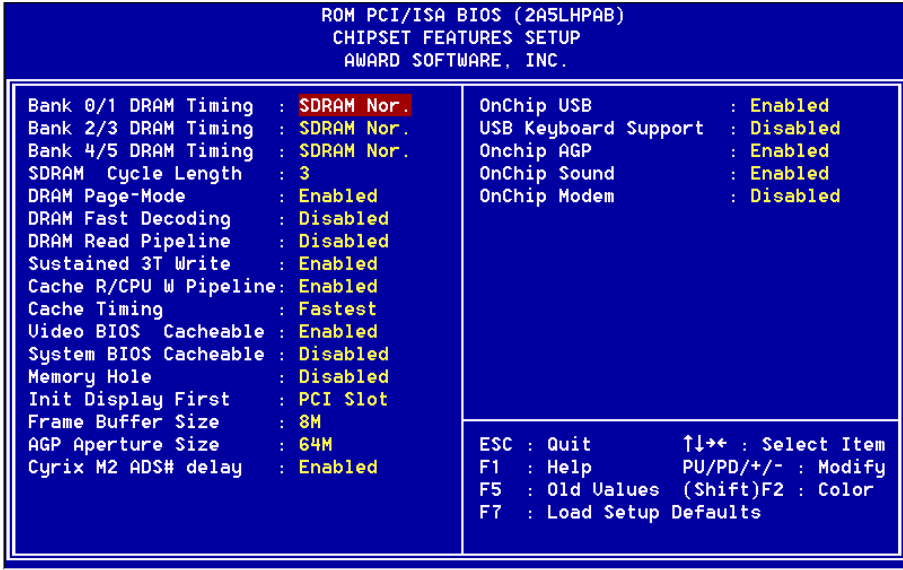 ROM PCI/ISA BIOS (2A5LHPAB)
CHIPSET FEATURES SETUP
AWARD SOFTWARE, INC.
Bank 0/1 DRAM Timing : SDRAM Nor.
Bank 2/3 DRAM Timing : SDRAM Nor.
Bank 4/5 DRAM Timing : SDRAM Nor.
SDRAM Cycle Length : 3
DRAM Page-Mode : Enabled
DRAM Fast Decoding : Disabled
DRAM Read Pipeline : Disabled
Sustained 3T Write : Enabled
Cache R/CPU W Pipeline: Enabled
Cache Timing : Fastest
Video BIOS Cacheable : Enabled
System BIOS Cacheable : Disabled
Memory Hole : Disabled
Init Display First : PCI Slot
Frame Buffer Size : 8M
AGP Aperture Size : 64M
Cyrix M2 ADS# delay : Enabled
OnChip USB : Enabled
USB Keyboard Support : Disabled
Onchip AGP : Enabled
OnChip Sound : Enabled
OnChip Modem : Disabled
ESC : Quit ↑↓→← : Select Item
F1 : Help PU/PD/+/- : Modify
F5 : Old Values (Shift)F2 : Color
F7 : Load Setup Defaults